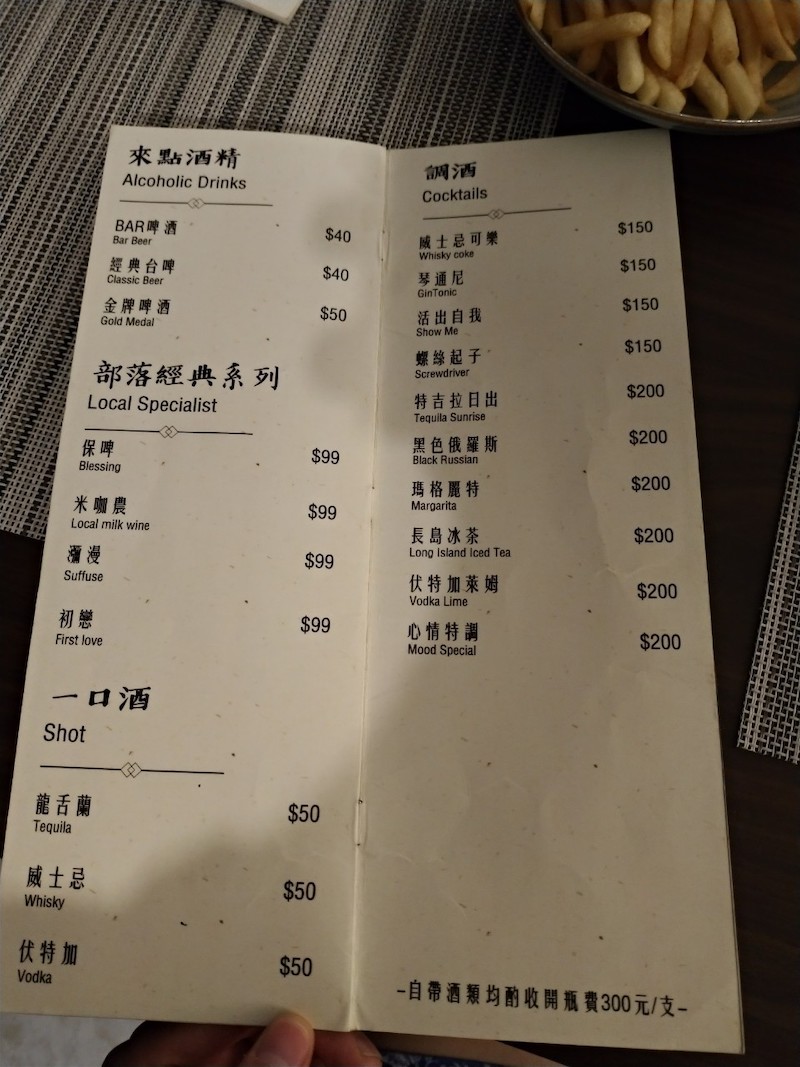 來點酒精
Alcoholic Drinks
BAR啤酒 $40
Bar Beer
經典台啤 $40
Classic Beer
金牌啤酒 $50
Gold Medal
部落經典系列
Local Specialist
保啤 $99
Blessing
米咖農 $99
Local milk wine
瀰漫 $99
Suffuse
初戀 $99
First love
一口酒
Shot
龍舌蘭 $50
Tequila
威士忌 $50
Whisky
伏特加 $50
Vodka
調酒
Cocktails
威士忌可樂 $150
Whisky coke
琴通尼 $150
GinTonic
活出自我 $150
Show Me
螺絲起子 $150
Screwdriver
特吉拉日出 $200
Tequila Sunrise
黑色俄羅斯 $200
Black Russian
瑪格麗特 $200
Margarita
長島冰茶 $200
Long Island Iced Tea
伏特加萊姆 $200
Vodka Lime
心情特調 $200
Mood Special
–自帶酒類均酌收開瓶費300元/支–